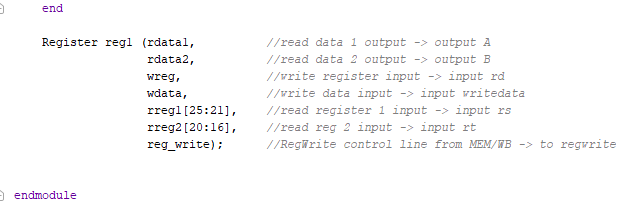 end
Register reg1 (rdata1, //read data 1 output -> output A
rdata2, //read data 2 output -> output B
wreg, //write register input -> input rd
wdata, //write data input -> input writedata
rreg1[25:21], //read register 1 input -> input rs
rreg2[20:16], //read reg 2 input -> input rt
reg_write); //RegWrite control line from MEM/WB -> to regwrite
endmodule